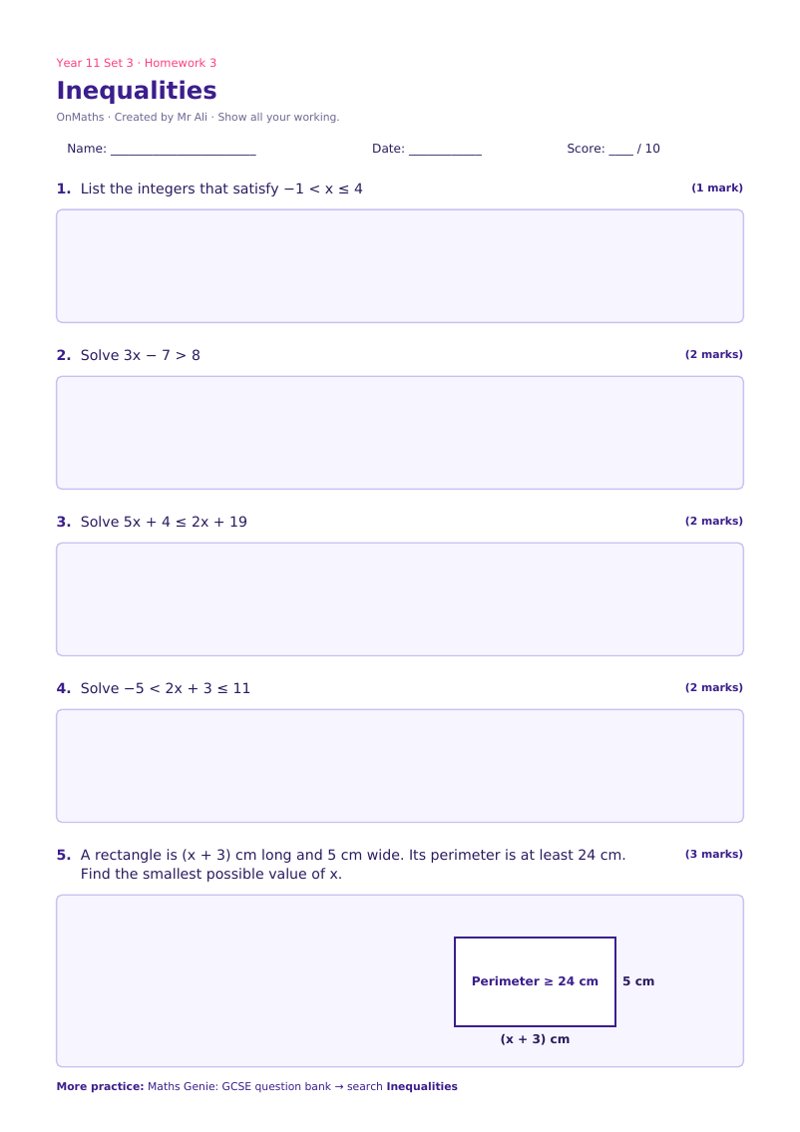 Year 11 Set 3 · Homework 3
Inequalities
OnMaths · Created by Mr Ali · Show all your working.
Name: ________________________ Date: ____________ Score: ____ / 10
1. List the integers that satisfy −1 < x ≤ 4 (1 mark)
2. Solve 3x − 7 > 8 (2 marks)
3. Solve 5x + 4 ≤ 2x + 19 (2 marks)
4. Solve −5 < 2x + 3 ≤ 11 (2 marks)
5. A rectangle is (x + 3) cm long and 5 cm wide. Its perimeter is at least 24 cm. (3 marks)
Find the smallest possible value of x.
Perimeter ≥ 24 cm 5 cm
(x + 3) cm
More practice: Maths Genie: GCSE question bank → search Inequalities